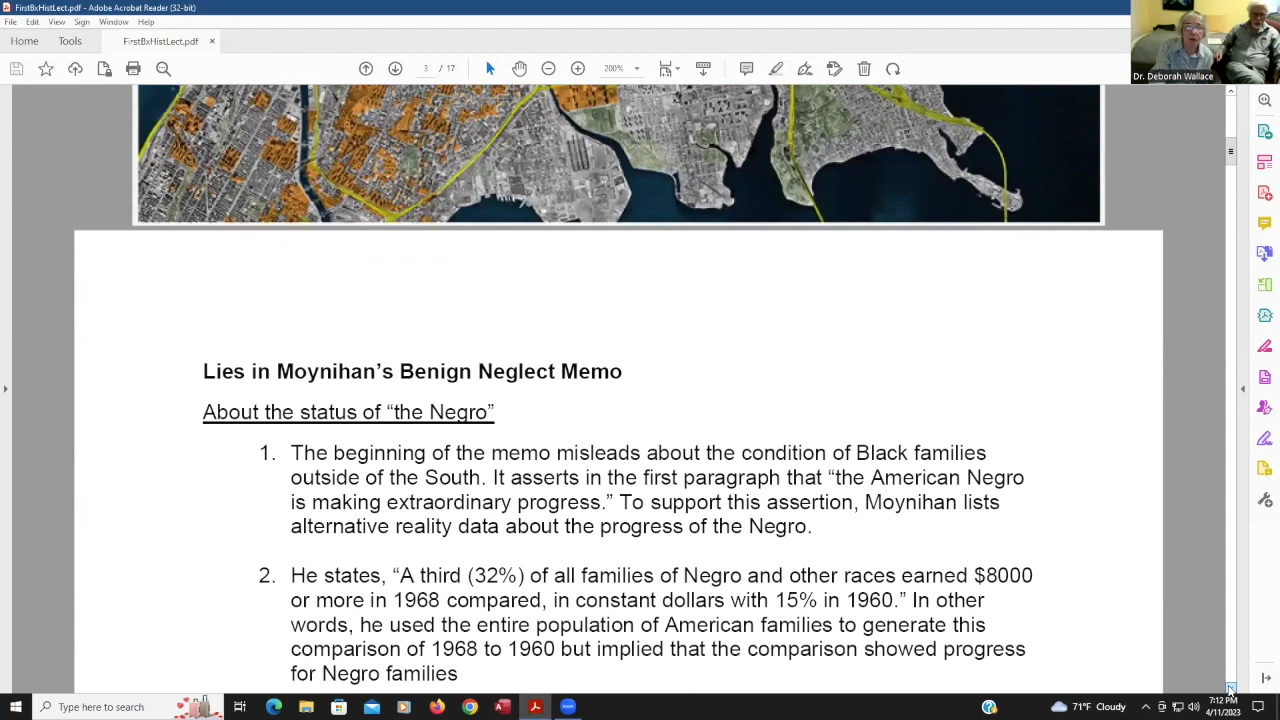 FirstBxHistLect.pdf - Adobe Acrobat Reader (32-bit)
File Edit View Sign Window Help
Home Tools FirstBxHistLect.pdf ×
3 / 17 200%
Dr. Deborah Wallace
Lies in Moynihan’s Benign Neglect Memo
About the status of “the Negro”
1. The beginning of the memo misleads about the condition of Black families
outside of the South. It asserts in the first paragraph that “the American Negro
is making extraordinary progress.” To support this assertion, Moynihan lists
alternative reality data about the progress of the Negro.
2. He states, “A third (32%) of all families of Negro and other races earned $8000
or more in 1968 compared, in constant dollars with 15% in 1960.” In other
words, he used the entire population of American families to generate this
comparison of 1968 to 1960 but implied that the comparison showed progress
for Negro families
Type here to search
71°F Cloudy
7:12 PM
4/11/2023